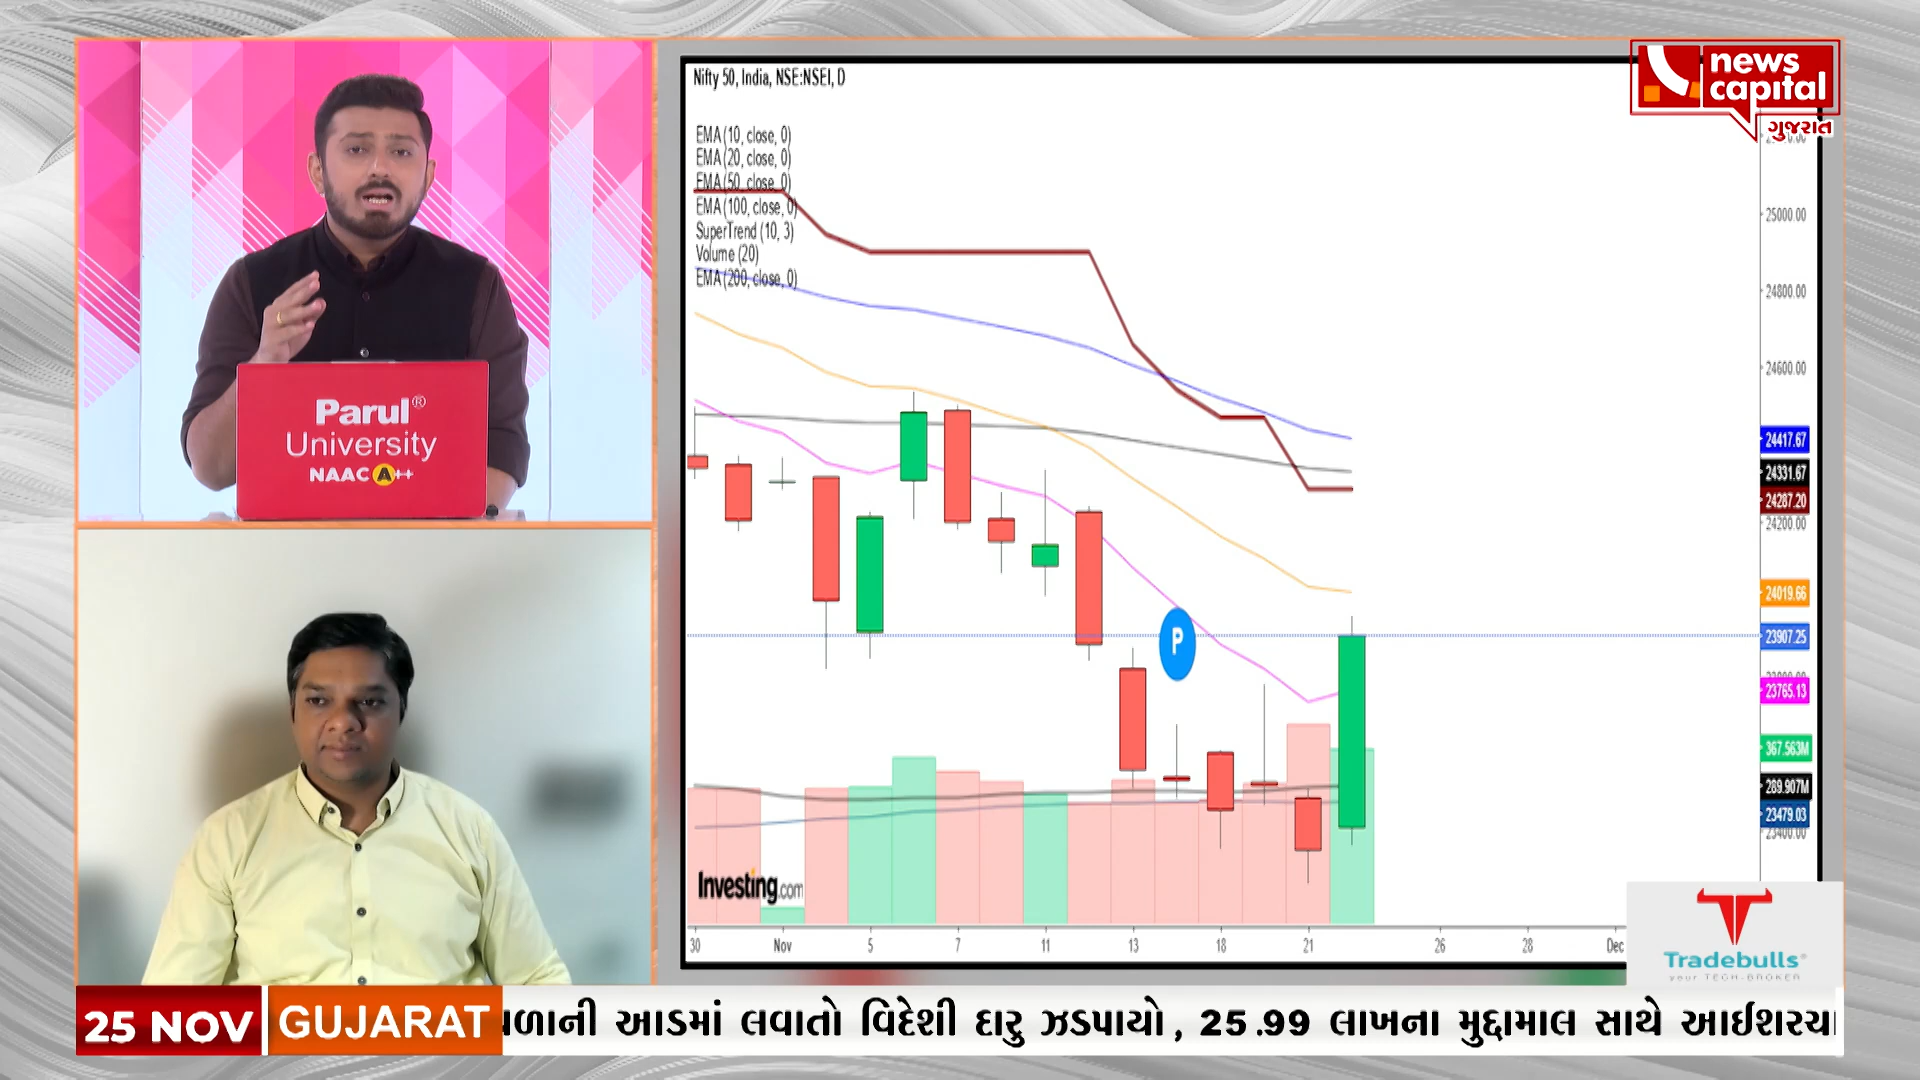 news
capital
ગુજરાત
Parul®
University
NAAC A++
Nifty 50, India, NSE:NSEI, D
EMA (10, close, 0)
EMA (20, close, 0)
EMA (50, close, 0)
EMA (100, close, 0)
SuperTrend (10, 3)
Volume (20)
EMA (200, close, 0)
25000.00
24800.00
24600.00
24417.67
24331.67
24287.20
24200.00
24019.66
23907.25
23765.13
367.563M
289.907M
23479.03
23400.00
P
Investing.com
30 Nov 5 7 11 13 18 21 26 28 Dec
Tradebulls
your TECH-BROKER
25 NOV GUJARAT ળાની આડમાં લવાતો વિદેશી દારુ ઝડપાયો, 25.99 લાખના મુદ્દામાલ સાથે આઈશરચા